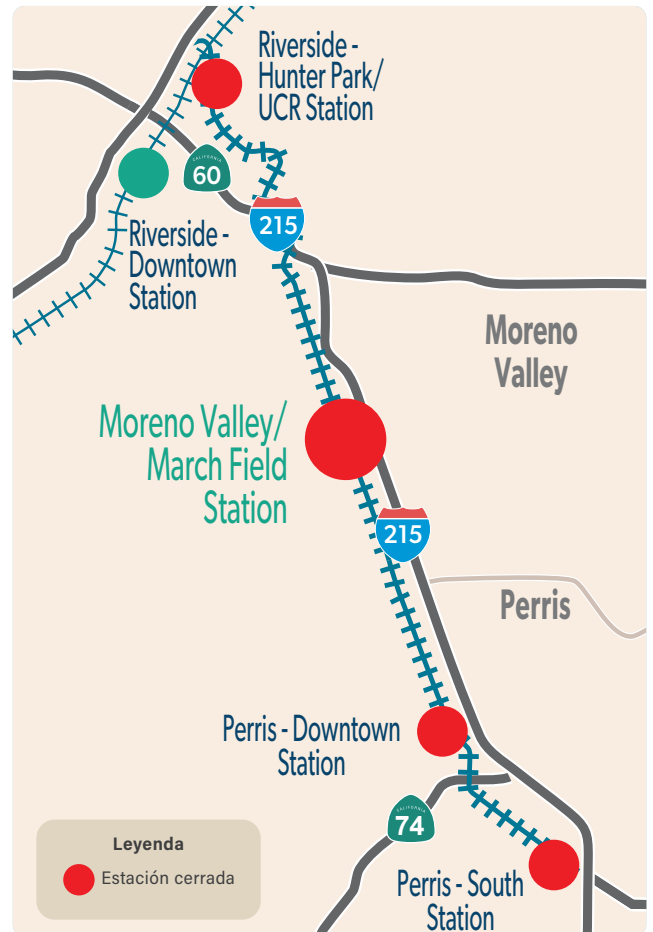 Riverside -
Hunter Park/
UCR Station
CALIFORNIA
60
215
Riverside -
Downtown
Station
Moreno
Valley
Moreno Valley/
March Field
Station
215
Perris
Perris - Downtown
Station
CALIFORNIA
74
Leyenda
Estación cerrada
Perris - South
Station